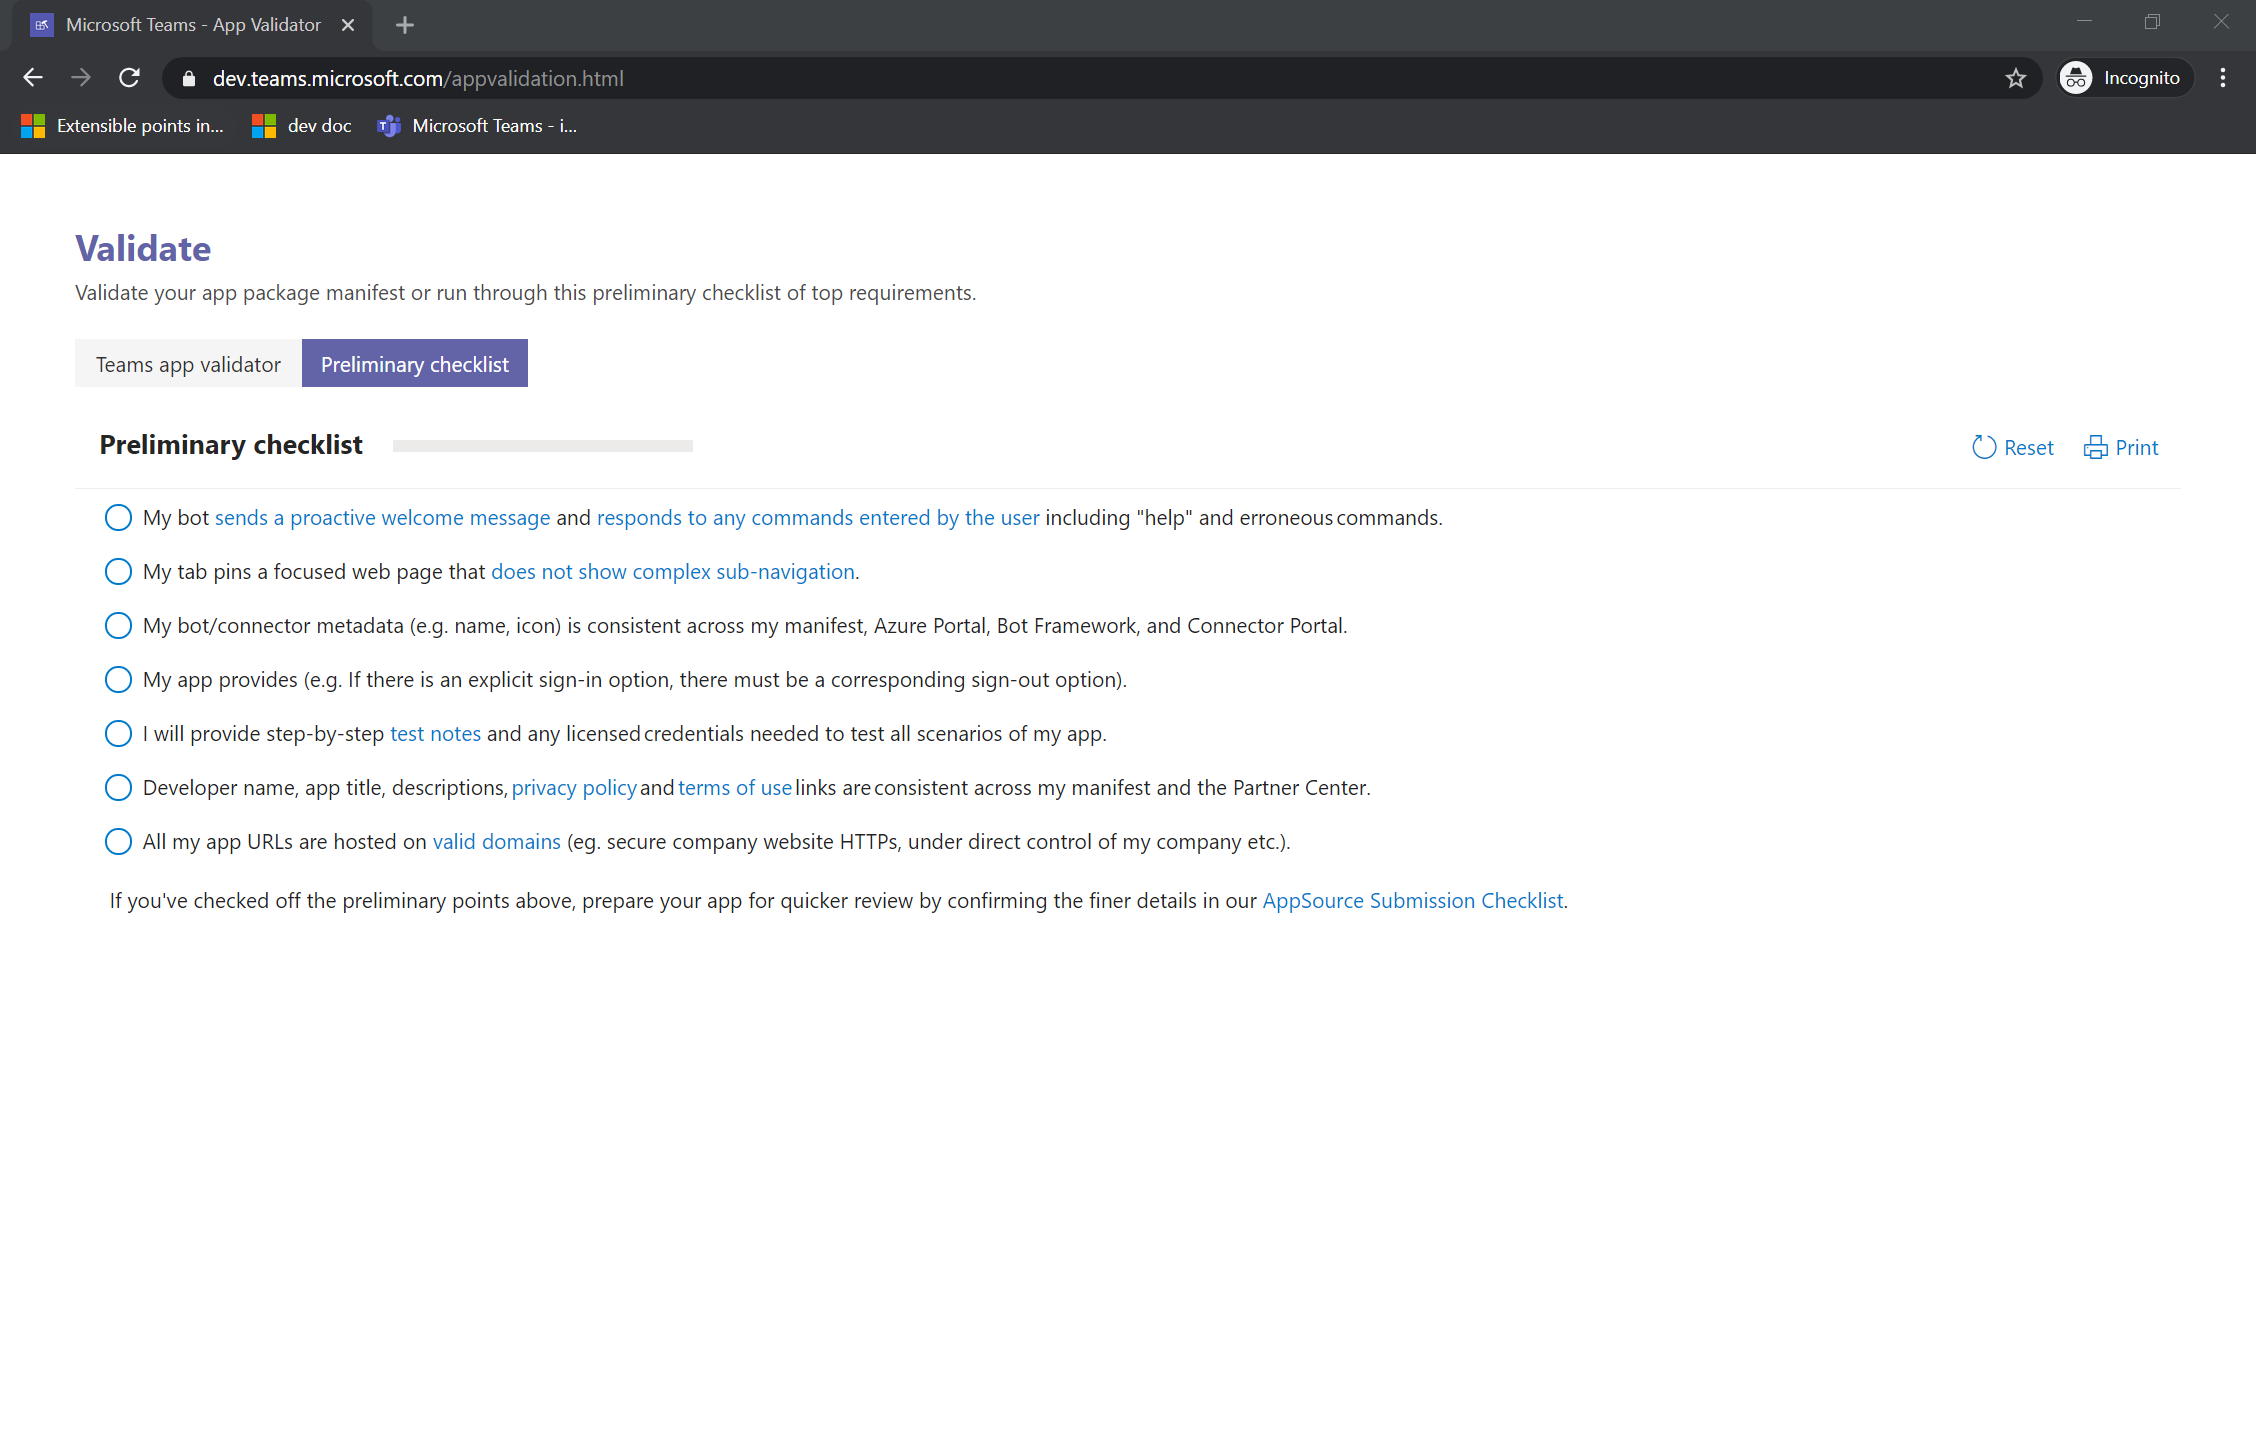 Microsoft Teams - App Validator
dev.teams.microsoft.com/appvalidation.html
Incognito
Extensible points in... dev doc Microsoft Teams - i...
Validate
Validate your app package manifest or run through this preliminary checklist of top requirements.
Teams app validator Preliminary checklist
Preliminary checklist Reset Print
My bot sends a proactive welcome message and responds to any commands entered by the user including "help" and erroneous commands.
My tab pins a focused web page that does not show complex sub-navigation.
My bot/connector metadata (e.g. name, icon) is consistent across my manifest, Azure Portal, Bot Framework, and Connector Portal.
My app provides (e.g. If there is an explicit sign-in option, there must be a corresponding sign-out option).
I will provide step-by-step test notes and any licensed credentials needed to test all scenarios of my app.
Developer name, app title, descriptions, privacy policy and terms of use links are consistent across my manifest and the Partner Center.
All my app URLs are hosted on valid domains (eg. secure company website HTTPs, under direct control of my company etc.).
If you've checked off the preliminary points above, prepare your app for quicker review by confirming the finer details in our AppSource Submission Checklist.